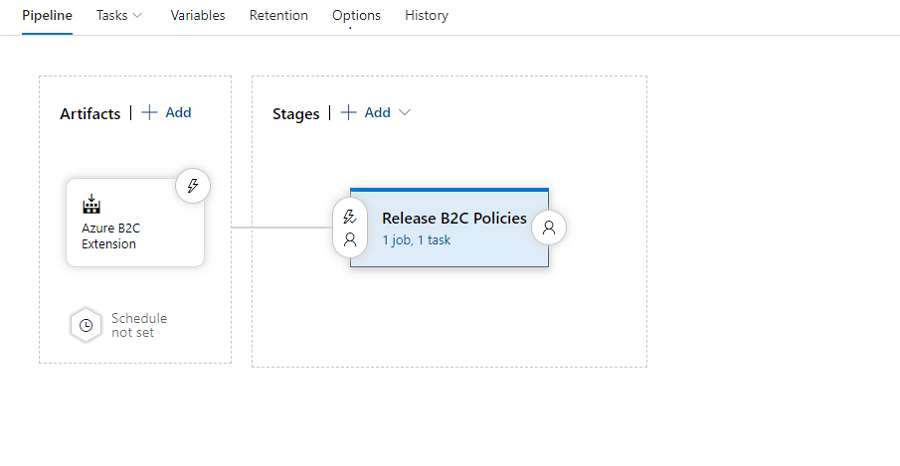 Pipeline Tasks Variables Retention Options History
Artifacts | Add
Stages | Add
Azure B2C
Extension
Release B2C Policies
1 job, 1 task
Schedule
not set